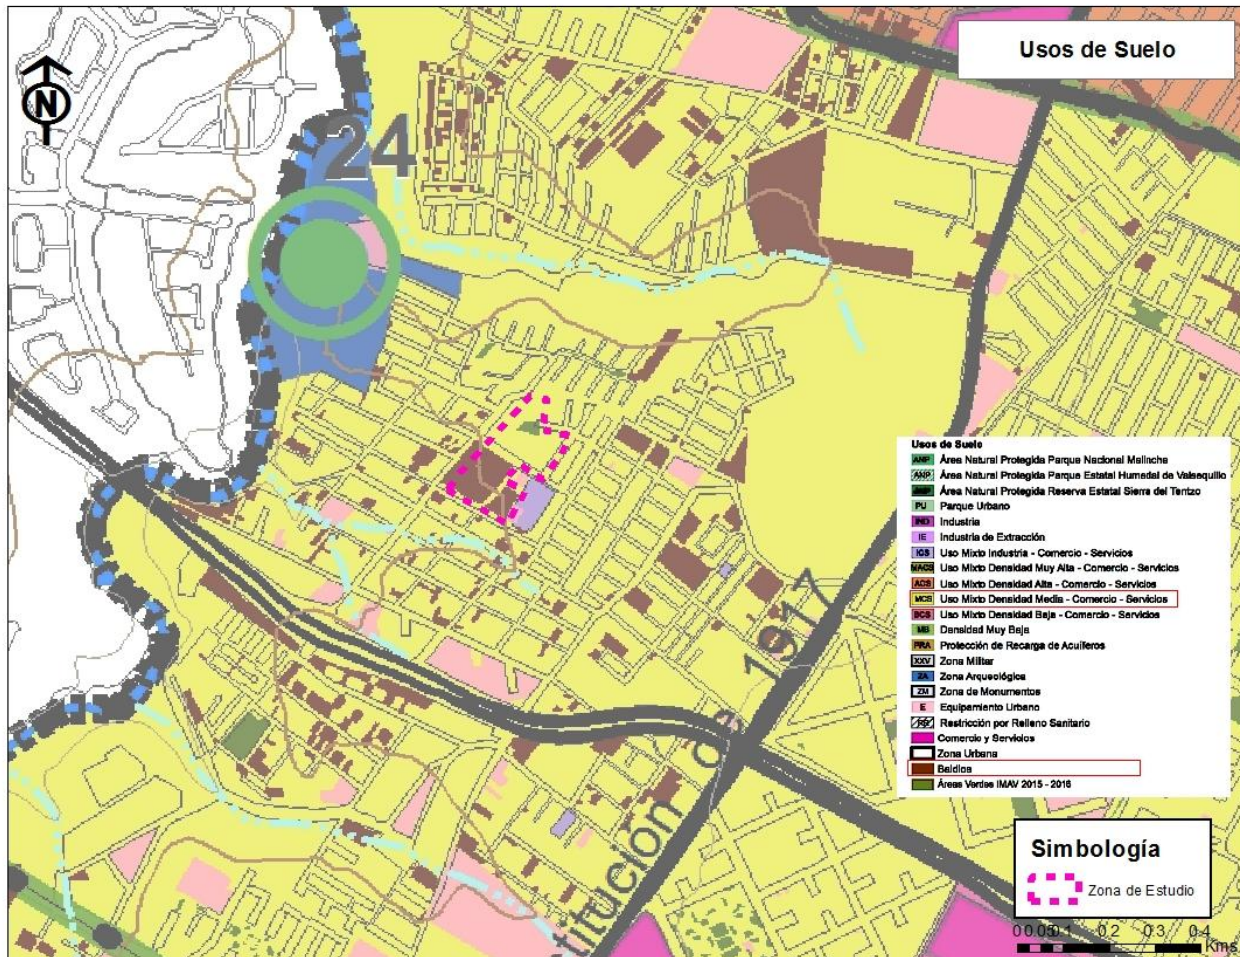 Usos de Suelo
N
24
1917
de
titucion
Usos de Suelo
ANP Área Natural Protegida Parque Nacional Malinche
ANP Área Natural Protegida Parque Estatal Humedal de Valsequillo
Área Natural Protegida Reserva Estatal Sierra del Tentzo
PU Parque Urbano
IND Industria
IE Industria de Extracción
ICS Uso Mixto Industria - Comercio - Servicios
MACS Uso Mixto Densidad Muy Alta - Comercio - Servicios
ACS Uso Mixto Densidad Alta - Comercio - Servicios
MCS Uso Mixto Densidad Media - Comercio - Servicios
BCS Uso Mixto Densidad Baja - Comercio - Servicios
MB Densidad Muy Baja
PRA Protección de Recarga de Acuíferos
XXV Zona Militar
ZA Zona Arqueológica
ZM Zona de Monumentos
E Equipamiento Urbano
Restricción por Relleno Sanitario
Comercio y Servicios
Zona Urbana
Baldios
Áreas Verdes IMAV 2015 - 2016
Simbología
Zona de Estudio
0 0.05 0.1 0.2 0.3 0.4
Kms